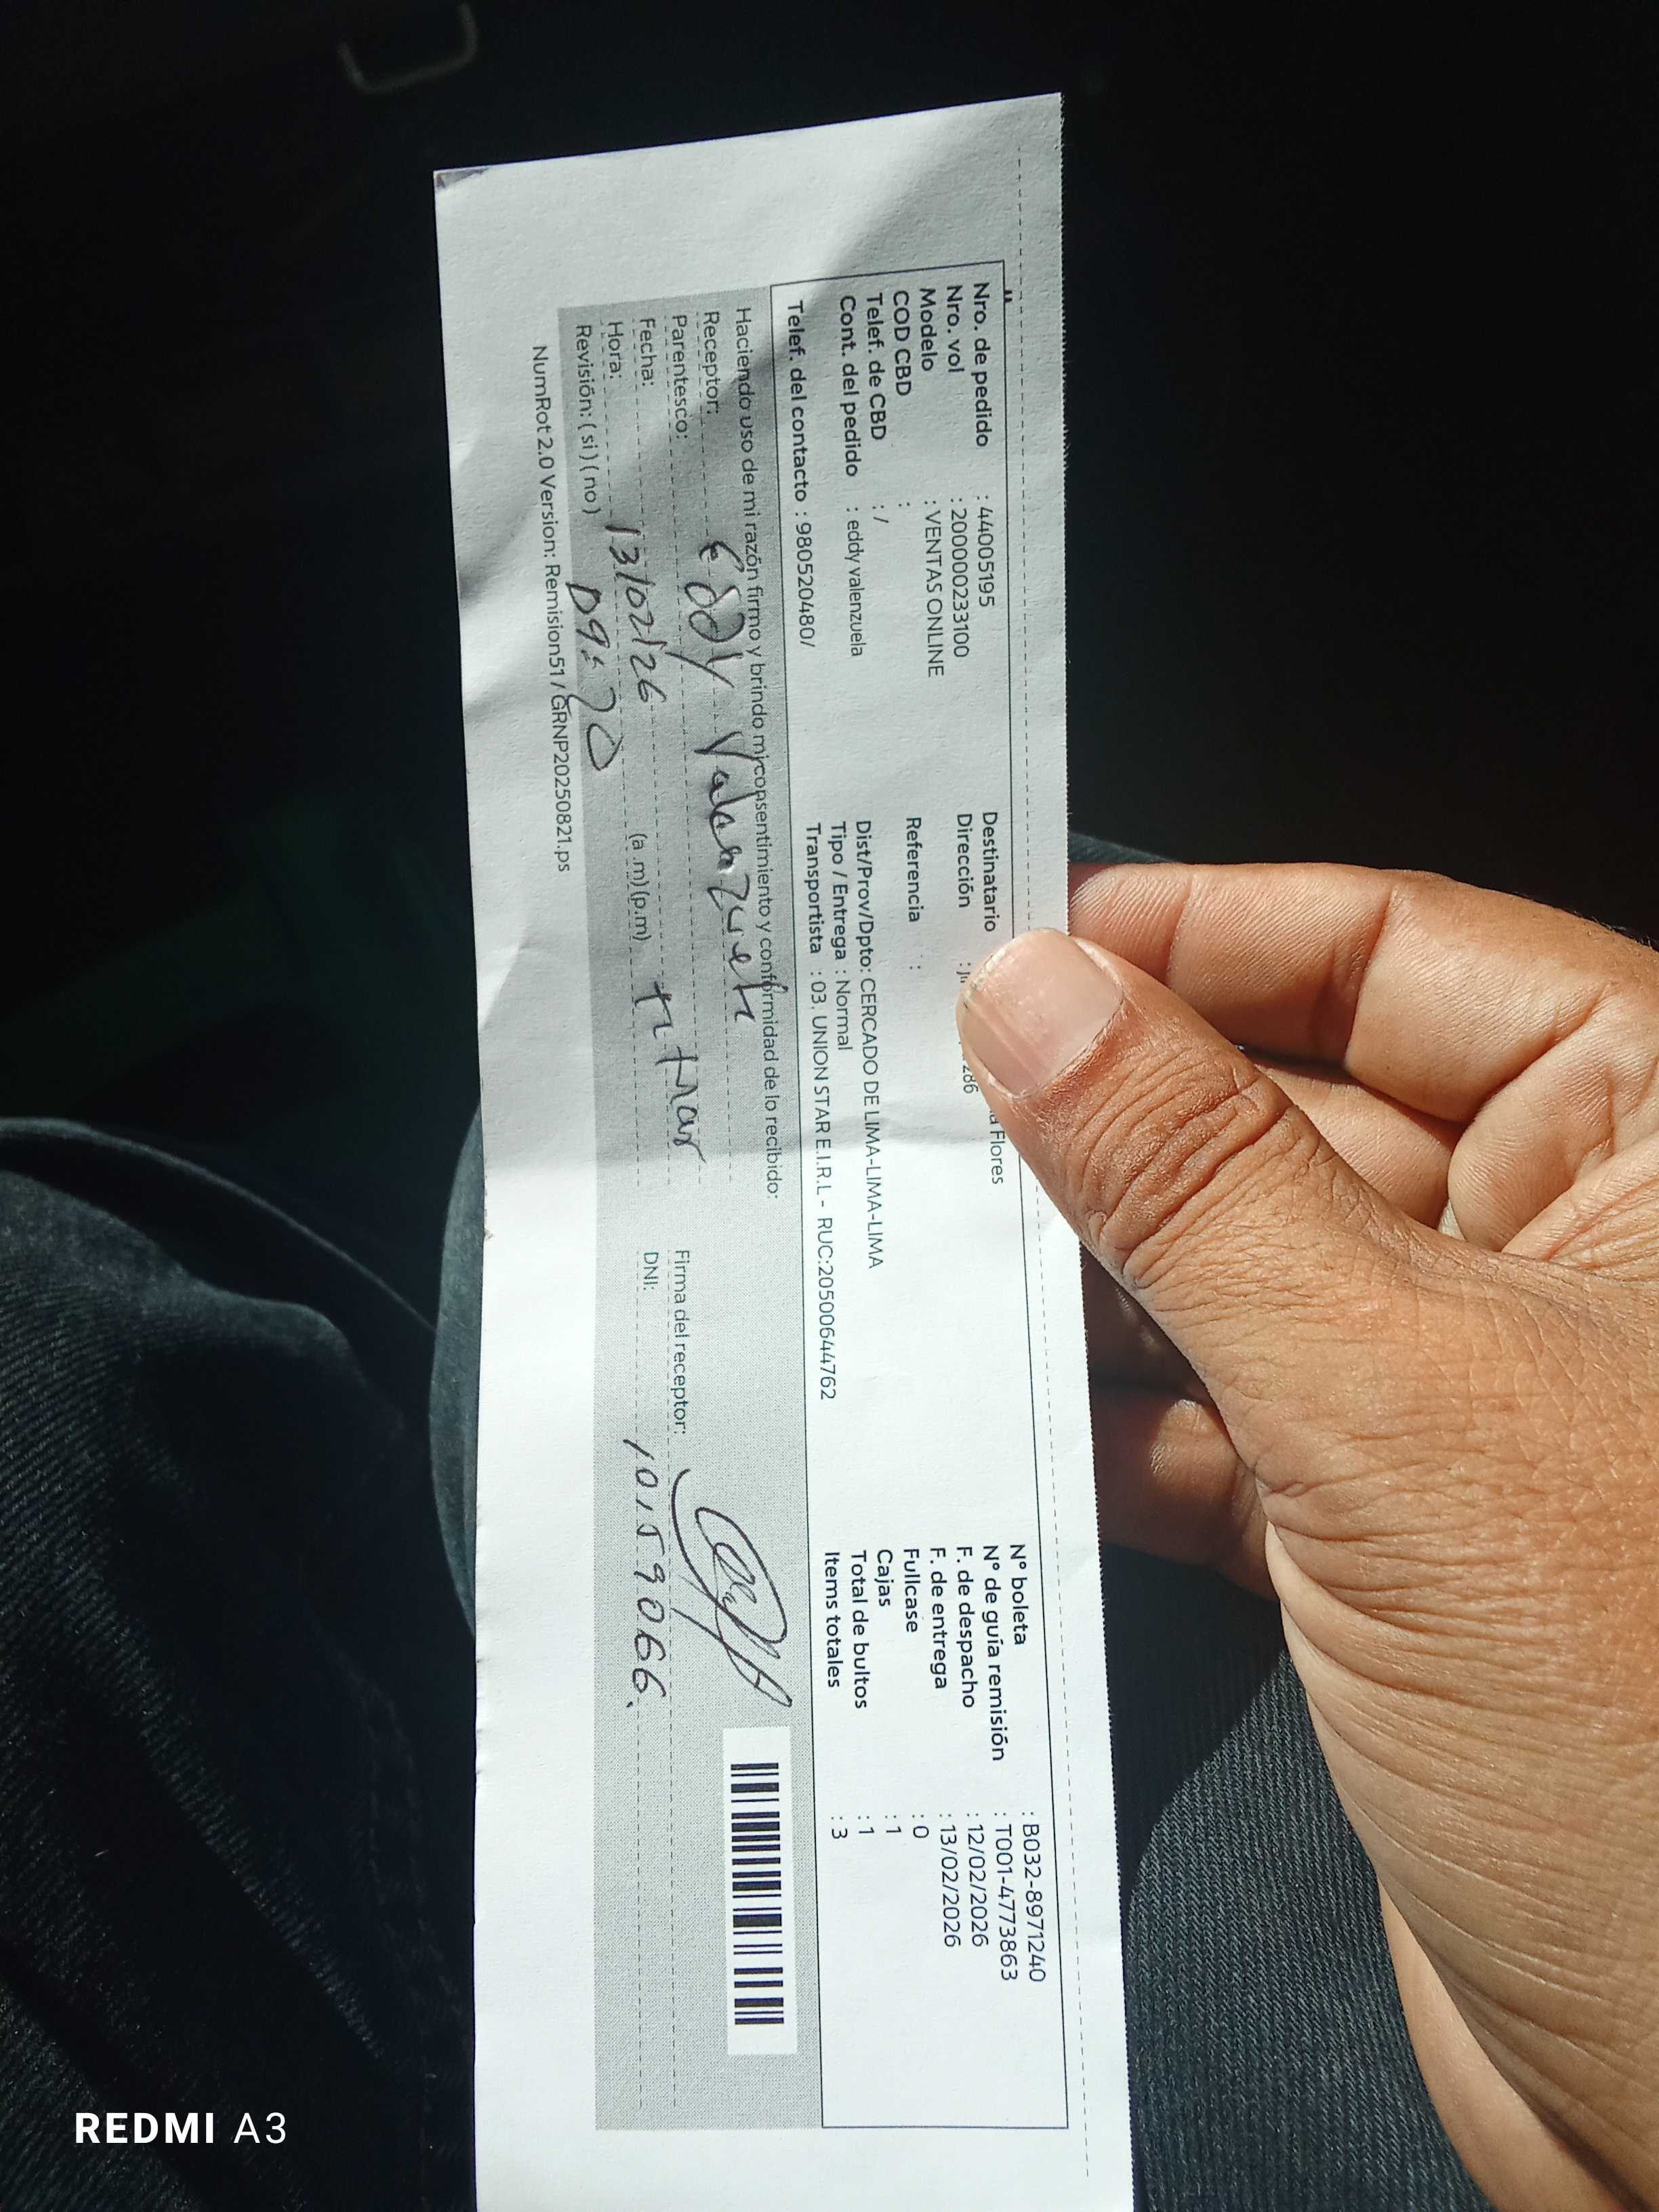 Nro. de pedido : 44005195
Nro. vol : 200000233100
Modelo : VENTAS ONLINE
COD CBD :
Telef. de CBD : /
Cont. del pedido : eddy valenzuela
Telef. del contacto : 980520480/
Destinatario Flores
Dirección : 286
Referencia :
Dist/Prov/Dpto: CERCADO DE LIMA-LIMA-LIMA
Tipo / Entrega : Normal
Transportista : 03. UNION STAR E.I.R.L - RUC:20500644762
N° boleta : B032-8971240
N° de guía remisión : T001-4773863
F. de despacho : 12/02/2026
F. de entrega : 13/02/2026
Fullcase : 0
Cajas : 1
Total de bultos : 1
Items totales : 3
Haciendo uso de mi razón firmo y brindo mi consentimiento y conformidad de lo recibido:
Receptor: Eddy Valenzuela
Parentesco: titular
Fecha: 13/02/26
Hora: (a .m) (p.m)
Revisión: ( si ) ( no )
Firma del receptor:
DNI: 10159066.
NumRot 2.0 Version: Remision51 / GRNP20250821.ps
REDMI A3